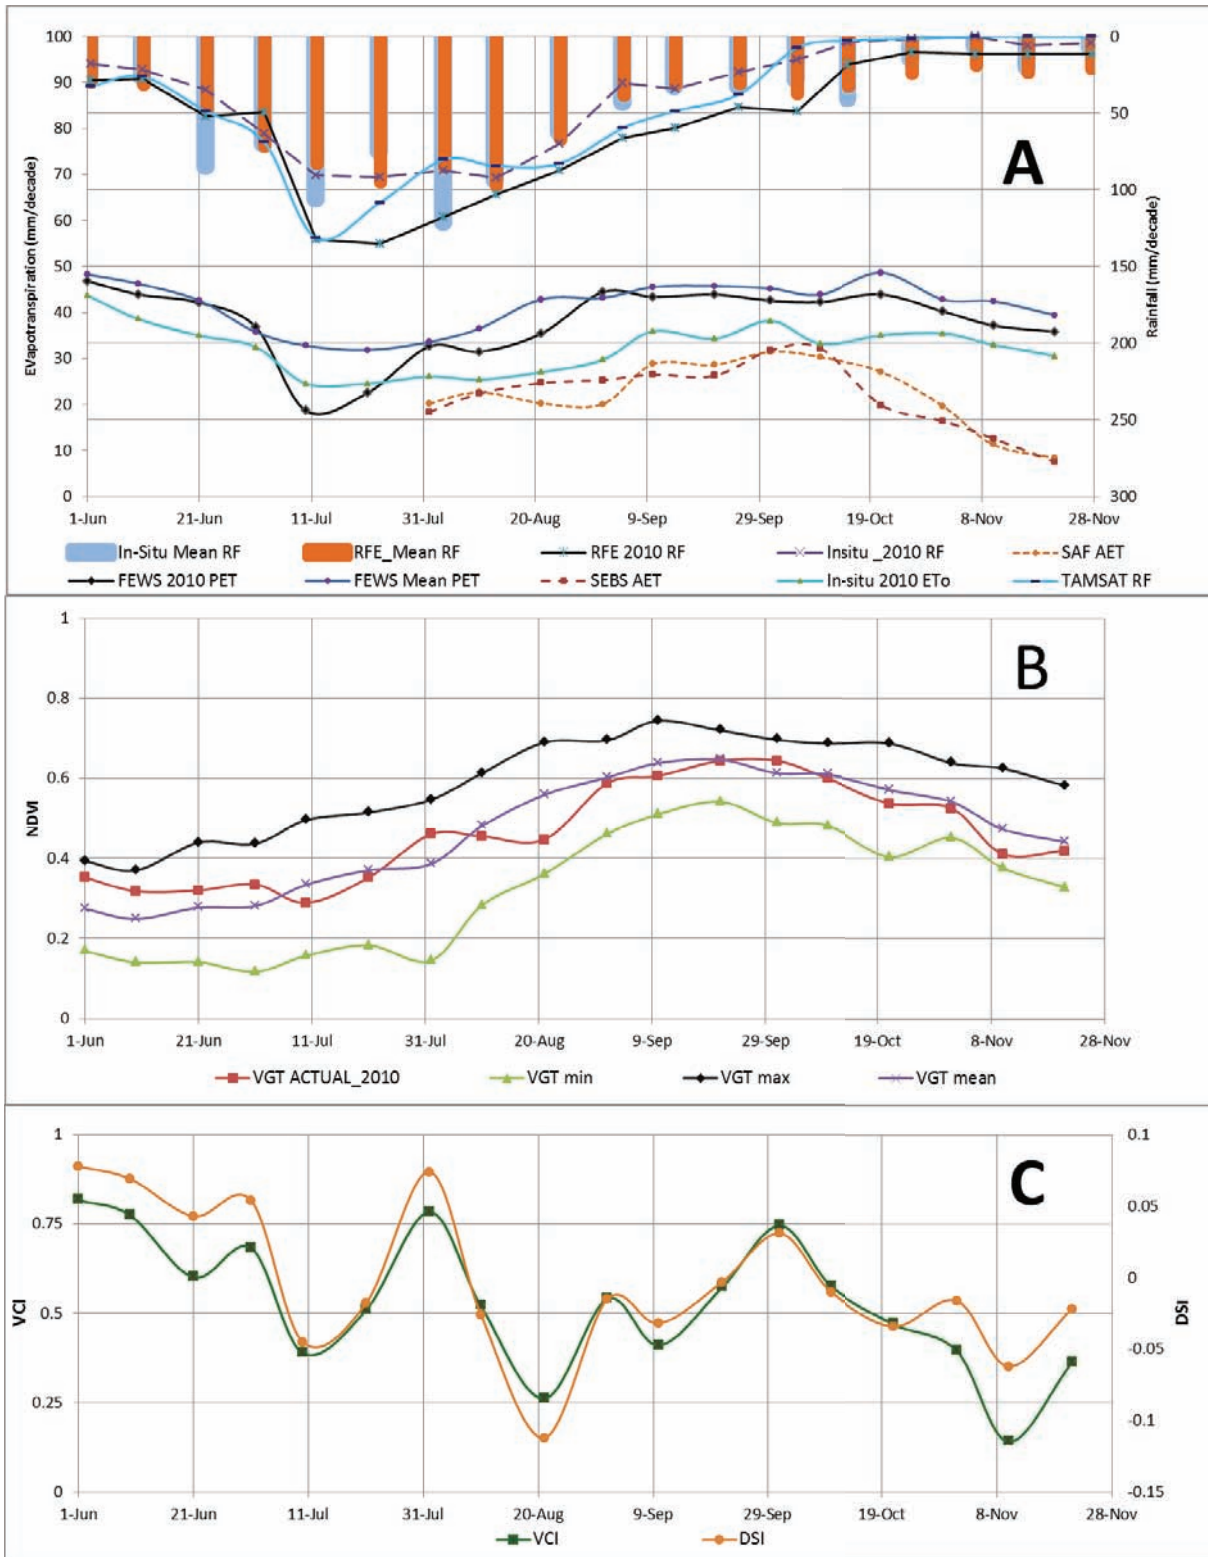 A
EVapotranspiration (mm/decade)
100
90
80
70
60
50
40
30
20
10
0
0
50
100
150
200
250
300
Rainfall (mm/decade)
1-Jun 21-Jun 11-Jul 31-Jul 20-Aug 9-Sep 29-Sep 19-Oct 8-Nov 28-Nov
In-Situ Mean RF RFE_Mean RF RFE 2010 RF Insitu _2010 RF SAF AET
FEWS 2010 PET FEWS Mean PET SEBS AET In-situ 2010 ETo TAMSAT RF
B
NDVI
1
0.8
0.6
0.4
0.2
0
1-Jun 21-Jun 11-Jul 31-Jul 20-Aug 9-Sep 29-Sep 19-Oct 8-Nov 28-Nov
VGT ACTUAL_2010 VGT min VGT max VGT mean
C
VCI
1
0.75
0.5
0.25
0
0.1
0.05
0
-0.05
-0.1
-0.15
DSI
1-Jun 21-Jun 11-Jul 31-Jul 20-Aug 9-Sep 29-Sep 19-Oct 8-Nov 28-Nov
VCI DSI